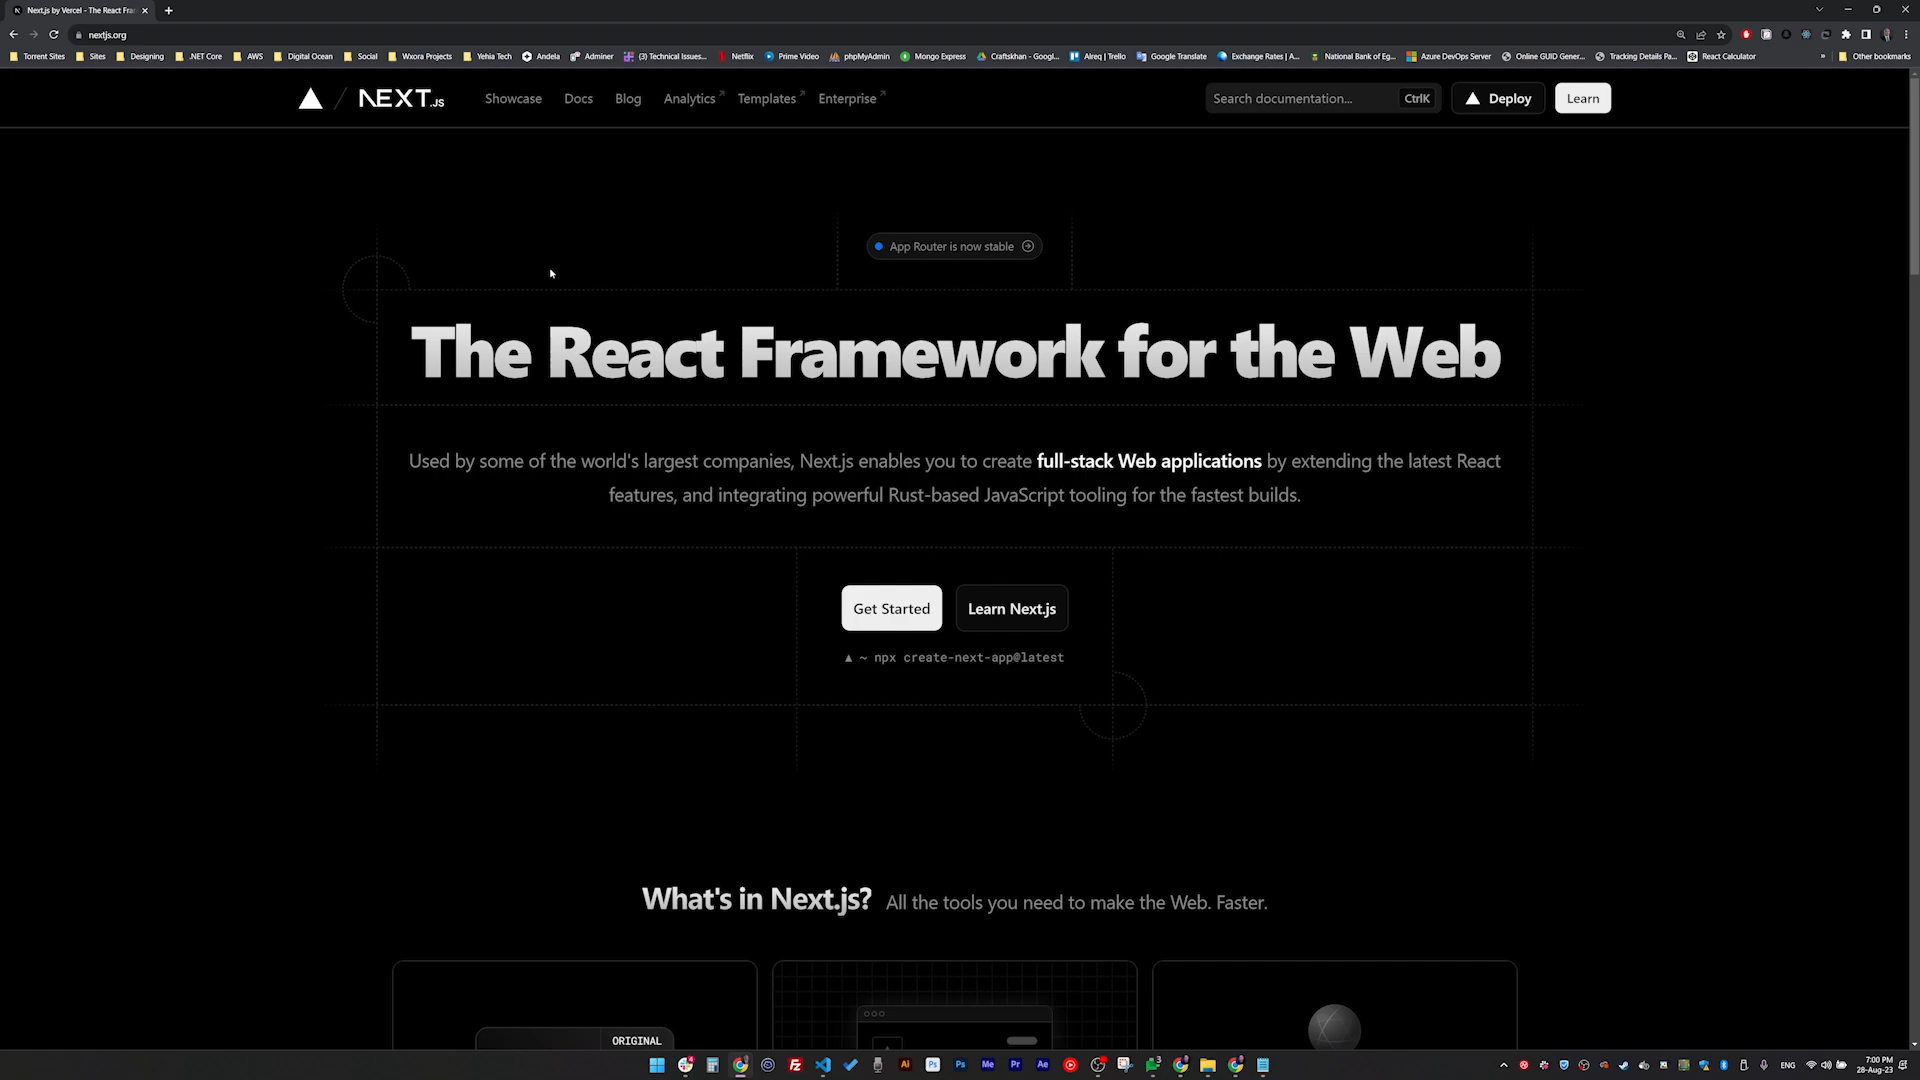 Next.js by Vercel - The React Fra
nextjs.org
Torrent Sites Sites Designing .NET Core AWS Digital Ocean Social Wxora Projects Yehia Tech Andela Adminer (3) Technical Issues... Netflix Prime Video phpMyAdmin Mongo Express Craftskhan - Googl... Alreq | Trello Google Translate Exchange Rates | A... National Bank of Eg... Azure DevOps Server Online GUID Gener... Tracking Details Pa... React Calculator » Other bookmarks
NEXT.JS Showcase Docs Blog Analytics Templates Enterprise Search documentation... CtrlK Deploy Learn
App Router is now stable
The React Framework for the Web
Used by some of the world's largest companies, Next.js enables you to create full-stack Web applications by extending the latest React
features, and integrating powerful Rust-based JavaScript tooling for the fastest builds.
Get Started Learn Next.js
▲ ~ npx create-next-app@latest
What's in Next.js? All the tools you need to make the Web. Faster.
ORIGINAL
ENG 7:00 PM
28-Aug-23